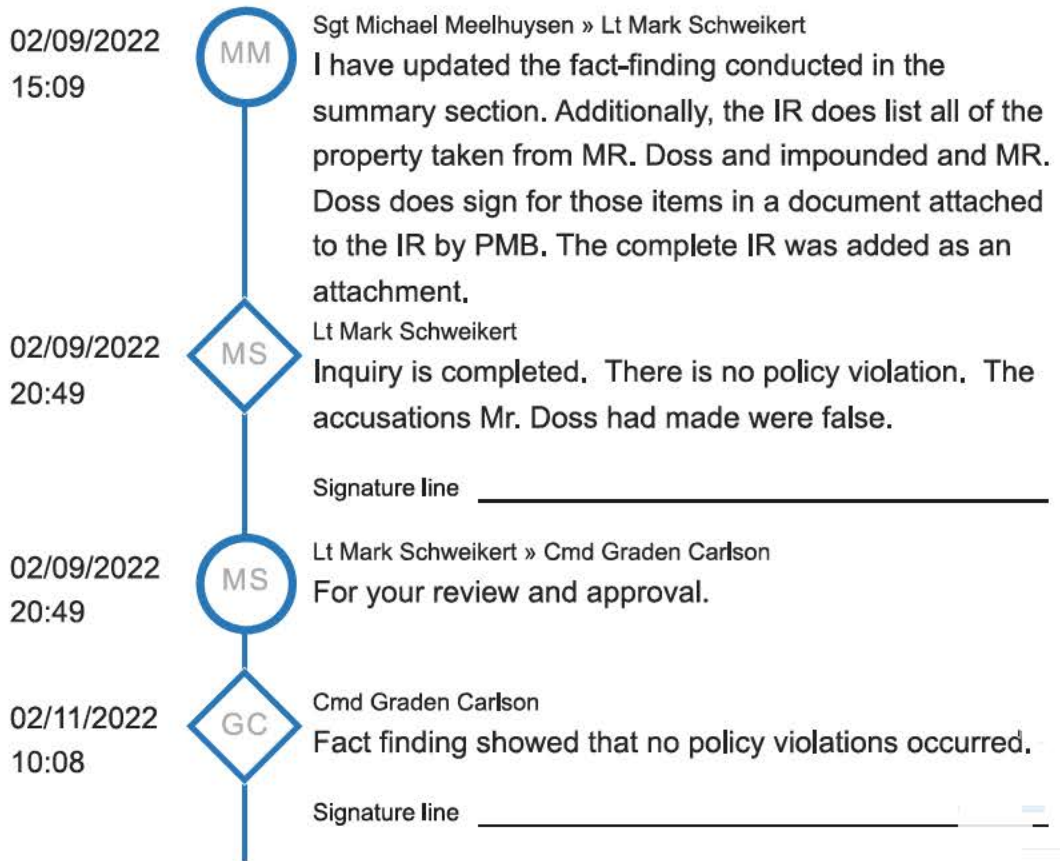 02/09/2022
15:09
MM
Sgt Michael Meelhuysen » Lt Mark Schweikert
I have updated the fact-finding conducted in the
summary section. Additionally, the IR does list all of the
property taken from MR. Doss and impounded and MR.
Doss does sign for those items in a document attached
to the IR by PMB. The complete IR was added as an
attachment.
02/09/2022
20:49
MS
Lt Mark Schweikert
Inquiry is completed.  There is no policy violation.  The
accusations Mr. Doss had made were false.
Signature line
02/09/2022
20:49
MS
Lt Mark Schweikert » Cmd Graden Carlson
For your review and approval.
02/11/2022
10:08
GC
Cmd Graden Carlson
Fact finding showed that no policy violations occurred.
Signature line